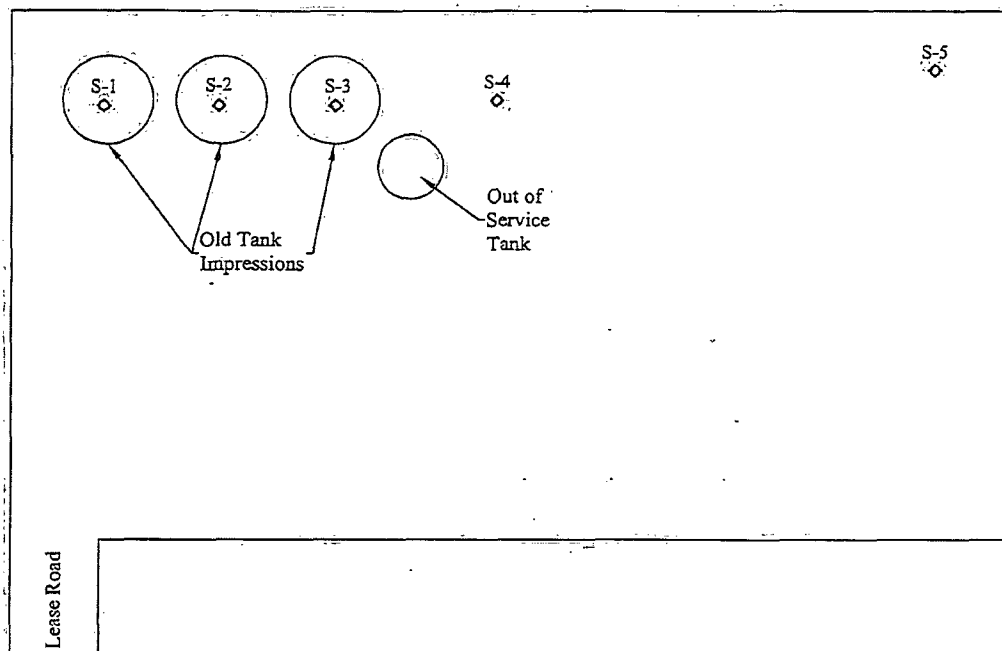 S-1
S-2
S-3
S-4
S-5
Out of
Service
Tank
Old Tank
Impressions
Lease Road